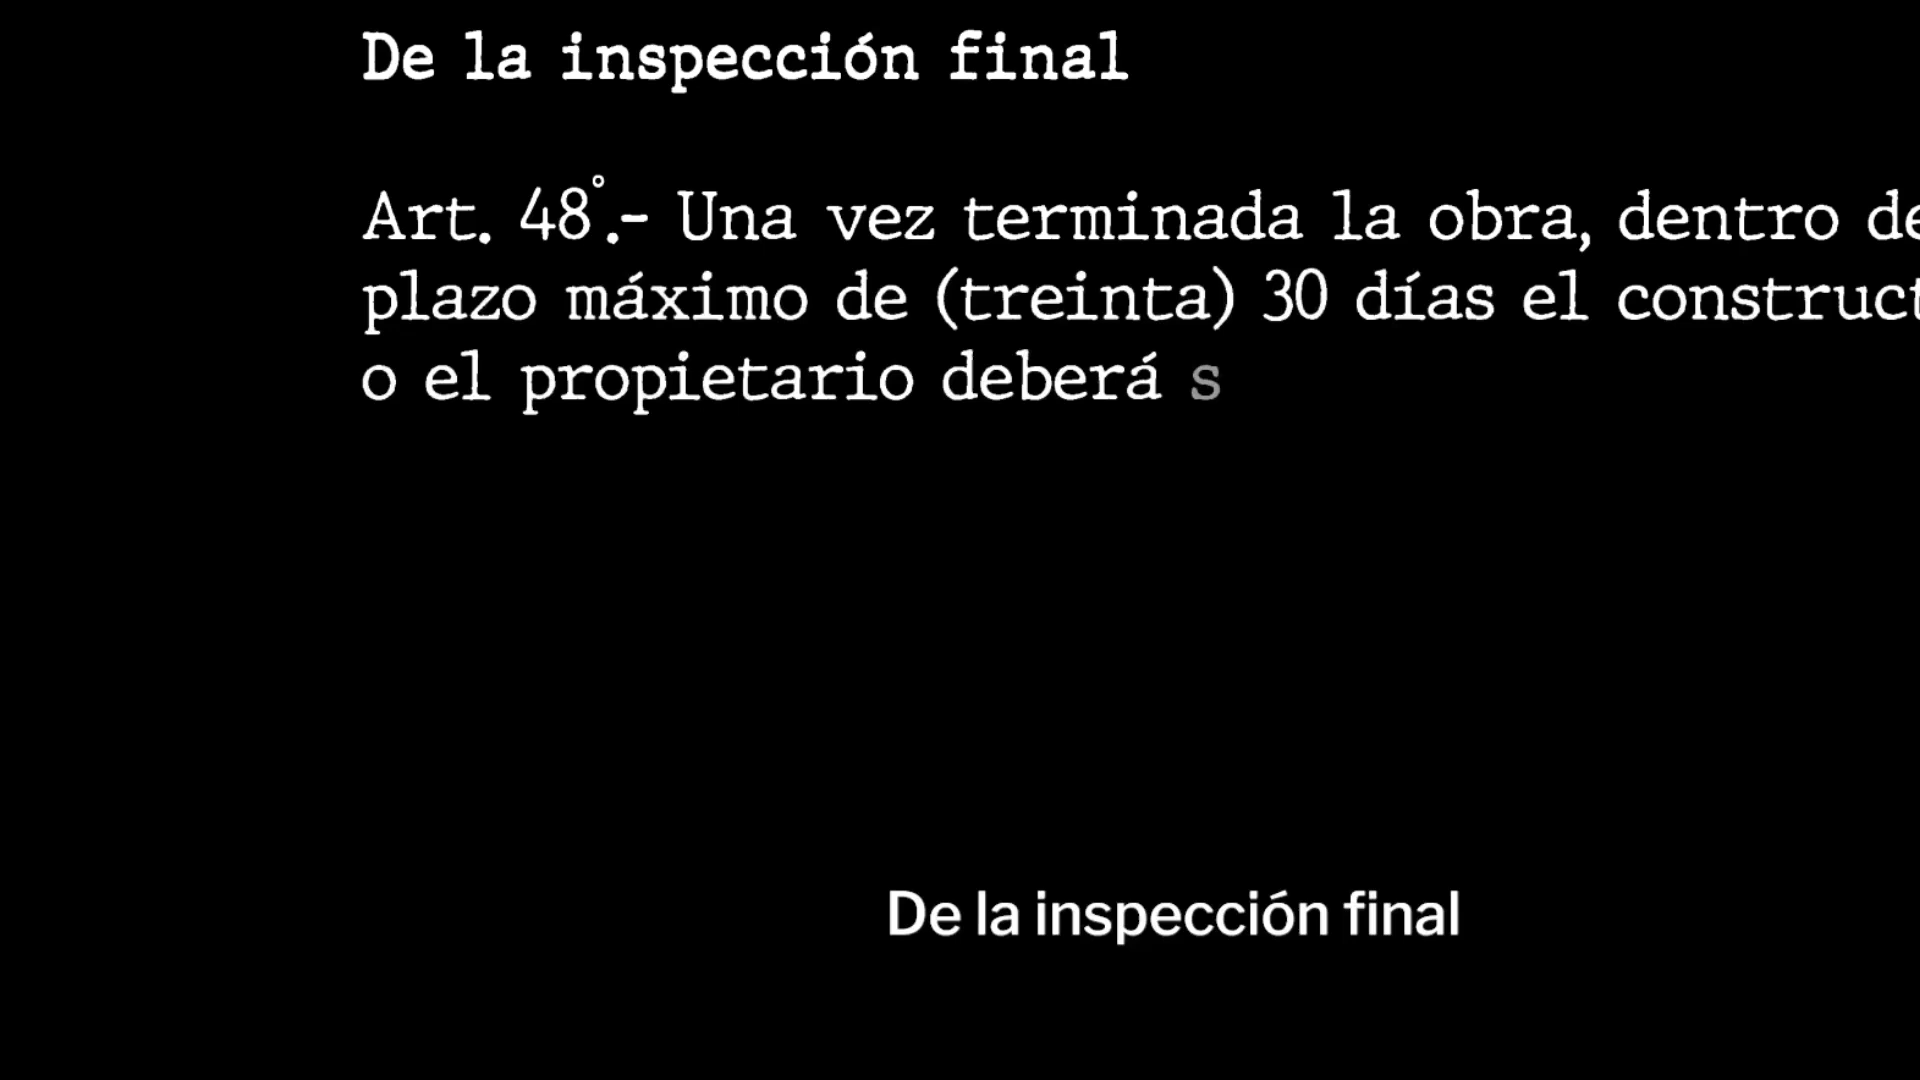 De la inspección final
Art. 48°.- Una vez terminada la obra, dentro de
plazo máximo de (treinta) 30 días el construct
o el propietario deberá s
De la inspección final